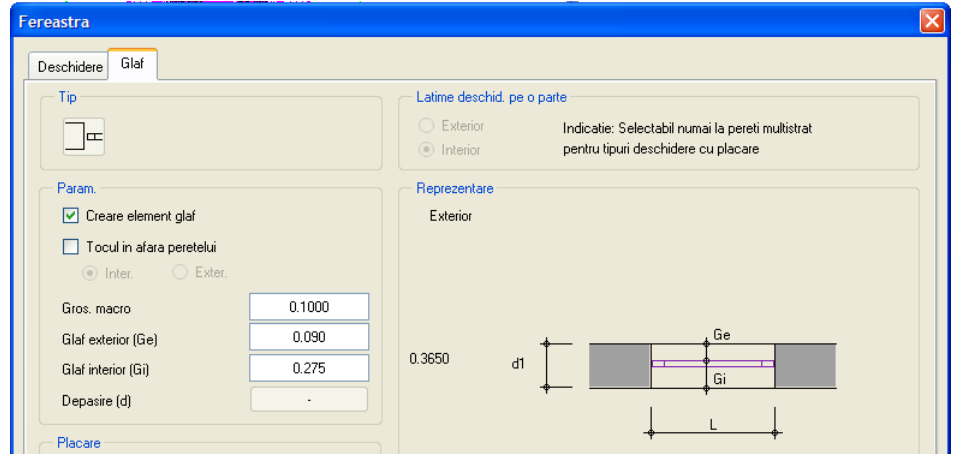 Fereastra
Deschidere Glaf
Tip
Latime deschid. pe o parte
Exterior
Interior
Indicatie: Selectabil numai la pereti multistrat
pentru tipuri deschidere cu placare
Param.
Creare element glaf
Tocul in afara peretelui
Inter. Exter.
Gros. macro 0.1000
Glaf exterior (Ge) 0.090
Glaf interior (Gi) 0.275
Depasire (d) -
Placare
Reprezentare
Exterior
Ge
0.3650 d1
Gi
L